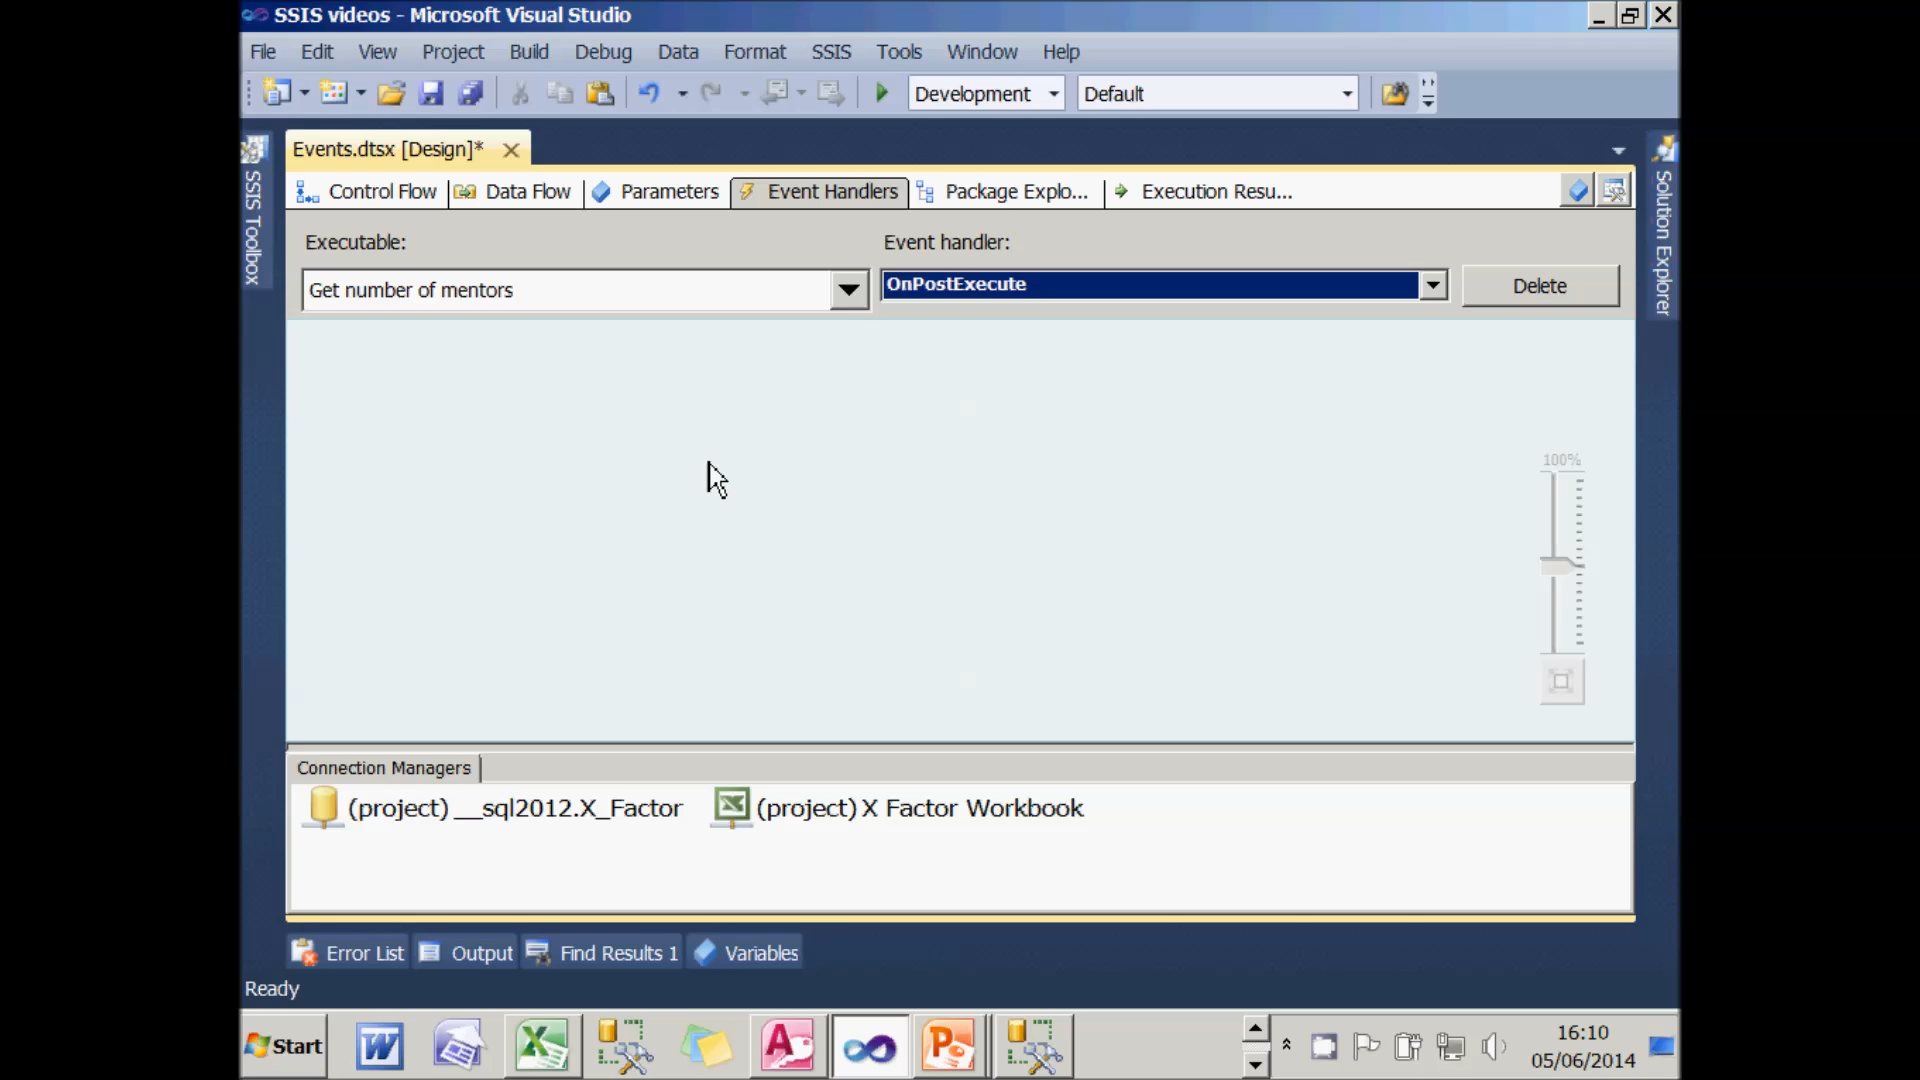 SSIS videos - Microsoft Visual Studio
File Edit View Project Build Debug Data Format SSIS Tools Window Help
Development Default
Events.dtsx [Design]*
Control Flow Data Flow Parameters Event Handlers Package Explo... Execution Resu...
SSIS Toolbox
Solution Explorer
Executable: Event handler:
Get number of mentors OnPostExecute Delete
100%
Connection Managers
(project) __sql2012.X_Factor (project) X Factor Workbook
Error List Output Find Results 1 Variables
Ready
Start 16:10
05/06/2014